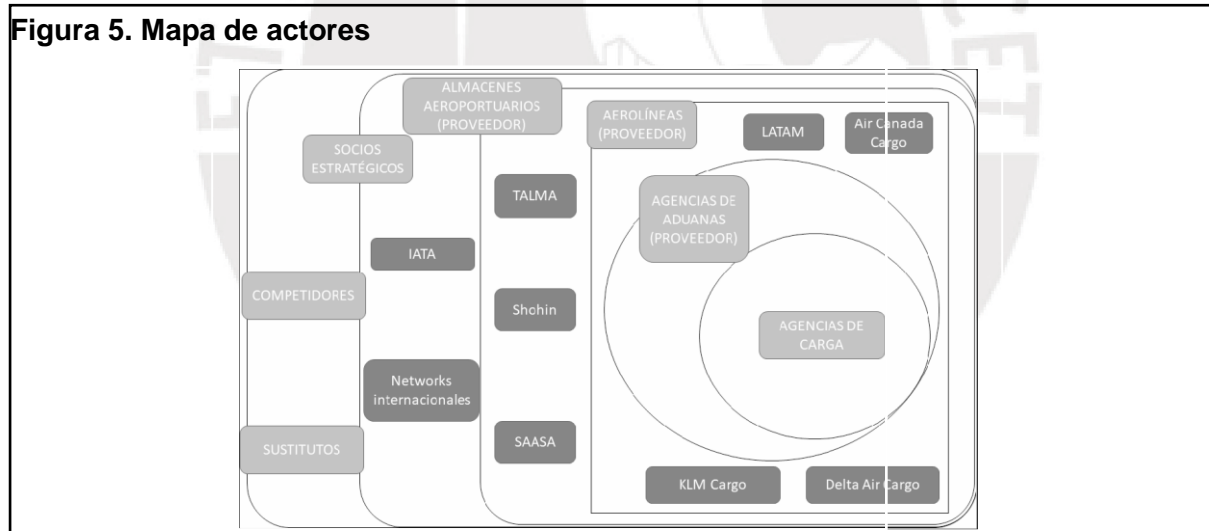 Figura 5. Mapa de actores
ALMACENES
AEROPORTUARIOS
(PROVEEDOR)
AEROLÍNEAS
(PROVEEDOR)
LATAM
Air Canada
Cargo
SOCIOS
ESTRATÉGICOS
TALMA
AGENCIAS DE
ADUANAS
(PROVEEDOR)
IATA
COMPETIDORES
Shohin
AGENCIAS DE
CARGA
Networks
internacionales
SUSTITUTOS
SAASA
KLM Cargo
Delta Air Cargo